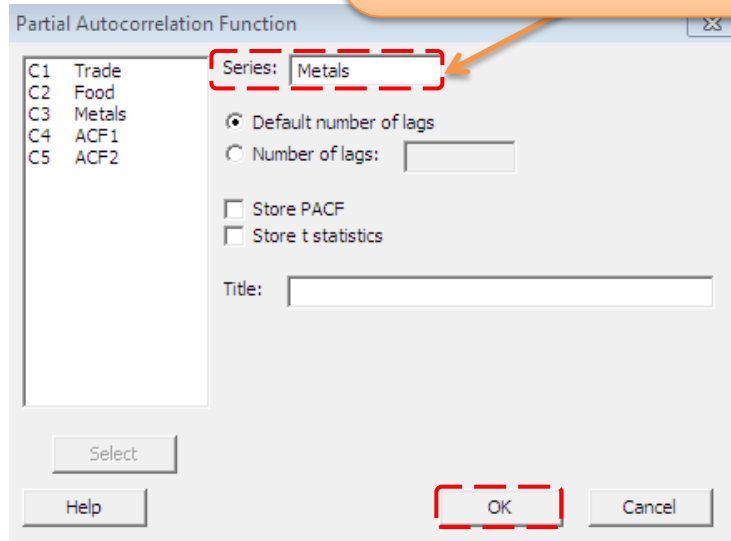 Partial Autocorrelation Function
C1 Trade
C2 Food
C3 Metals
C4 ACF1
C5 ACF2
Series: Metals
Default number of lags
Number of lags:
Store PACF
Store t statistics
Title:
Select
Help
OK
Cancel